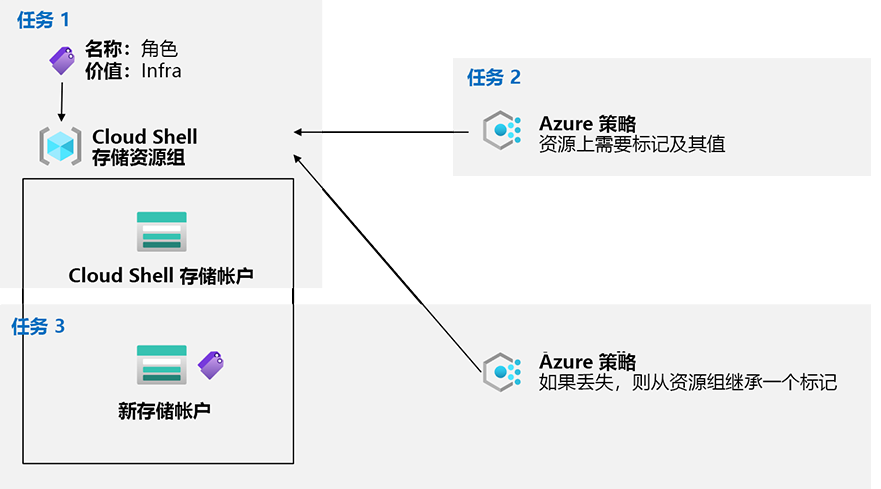 任务 1
名称：角色
价值：Infra
Cloud Shell
存储资源组
Cloud Shell 存储帐户
任务 2
Azure 策略
资源上需要标记及其值
任务 3
新存储帐户
Azure 策略
如果丢失，则从资源组继承一个标记